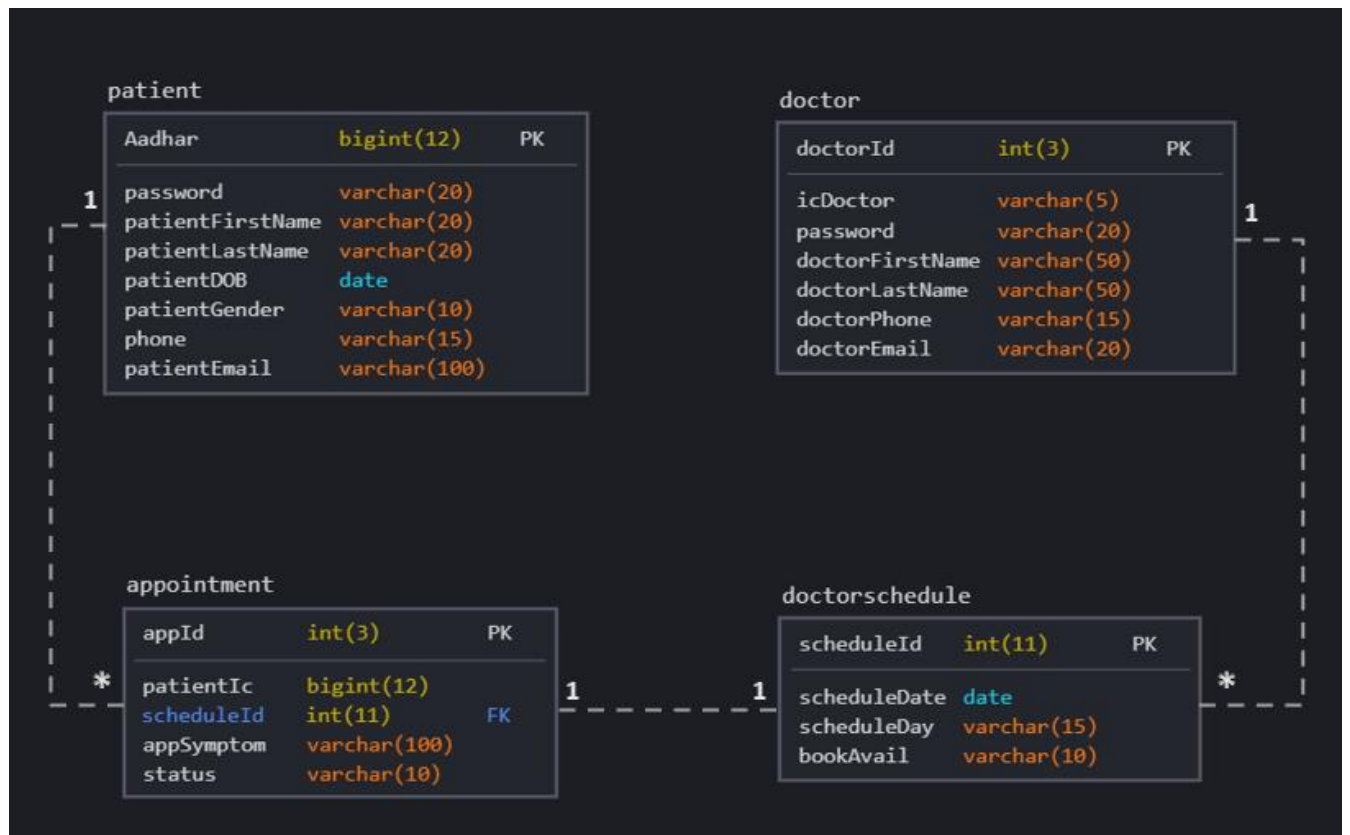 patient
Aadhar bigint(12) PK
password varchar(20)
patientFirstName varchar(20)
patientLastName varchar(20)
patientDOB date
patientGender varchar(10)
phone varchar(15)
patientEmail varchar(100)
1
*
doctor
doctorId int(3) PK
icDoctor varchar(5)
password varchar(20)
doctorFirstName varchar(50)
doctorLastName varchar(50)
doctorPhone varchar(15)
doctorEmail varchar(20)
1
*
appointment
appId int(3) PK
patientIc bigint(12)
scheduleId int(11) FK
appSymptom varchar(100)
status varchar(10)
1
1
doctorschedule
scheduleId int(11) PK
scheduleDate date
scheduleDay varchar(15)
bookAvail varchar(10)